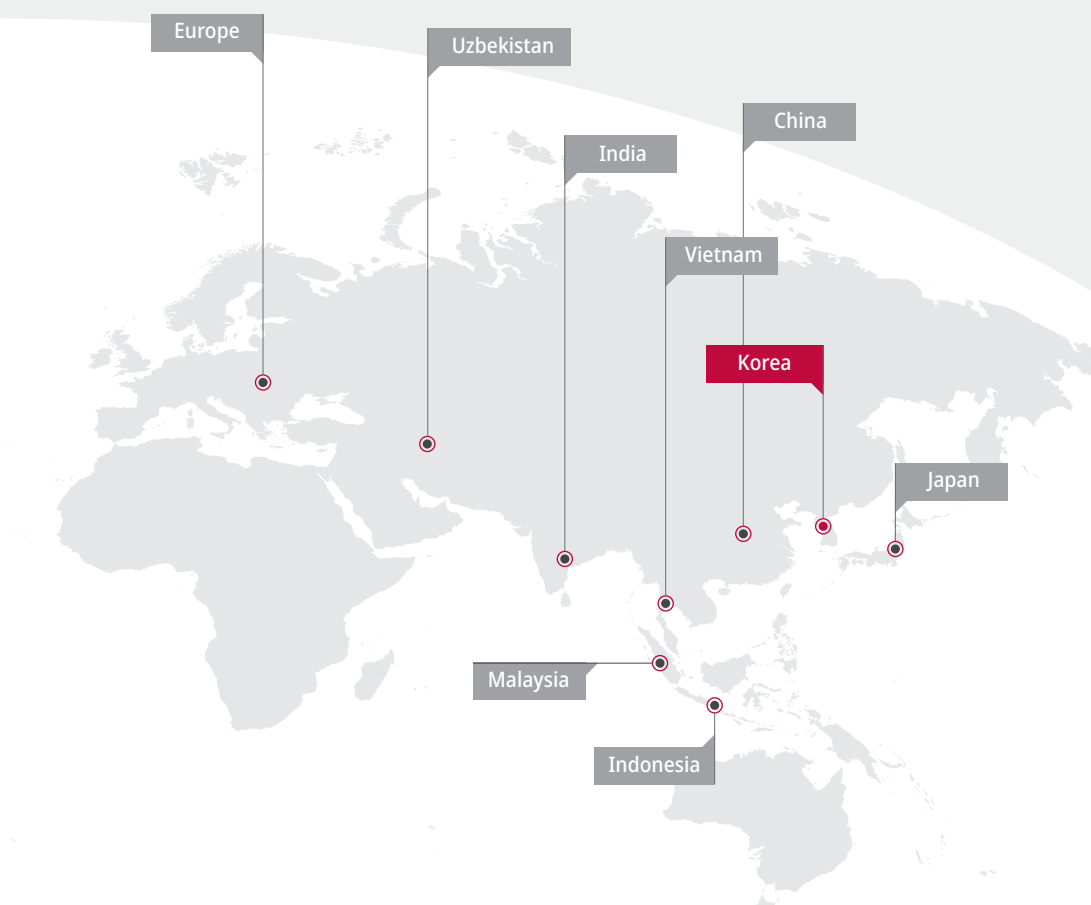 Europe
Uzbekistan
China
India
Vietnam
Korea
Japan
Malaysia
Indonesia